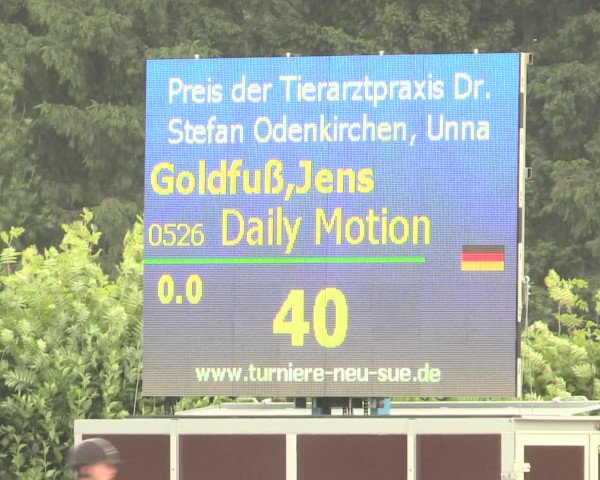 Preis der Tierarztpraxis Dr.
Stefan Odenkirchen, Unna
Goldfuß,Jens
0526 Daily Motion
0.0
40
www.turniere-neu-sue.de